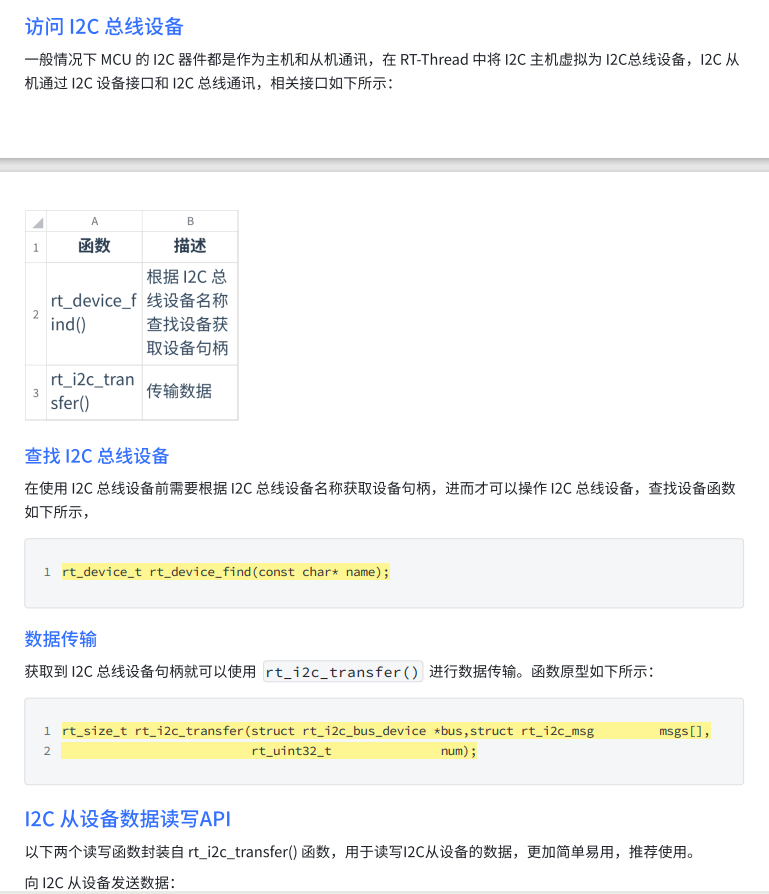 访问 I2C 总线设备
一般情况下 MCU 的 I2C 器件都是作为主机和从机通讯，在 RT-Thread 中将 I2C 主机虚拟为 I2C总线设备，I2C 从
机通过 I2C 设备接口和 I2C 总线通讯，相关接口如下所示：
A B
1 函数 描述
2 rt_device_f
ind() 根据 I2C 总
线设备名称
查找设备获
取设备句柄
3 rt_i2c_tran
sfer() 传输数据
查找 I2C 总线设备
在使用 I2C 总线设备前需要根据 I2C 总线设备名称获取设备句柄，进而才可以操作 I2C 总线设备，查找设备函数
如下所示，
1 rt_device_t rt_device_find(const char* name);
数据传输
获取到 I2C 总线设备句柄就可以使用 rt_i2c_transfer() 进行数据传输。函数原型如下所示：
1 rt_size_t rt_i2c_transfer(struct rt_i2c_bus_device *bus,struct rt_i2c_msg         msgs[],
2                           rt_uint32_t               num);
I2C 从设备数据读写API
以下两个读写函数封装自 rt_i2c_transfer() 函数，用于读写I2C从设备的数据，更加简单易用，推荐使用。
向 I2C 从设备发送数据：